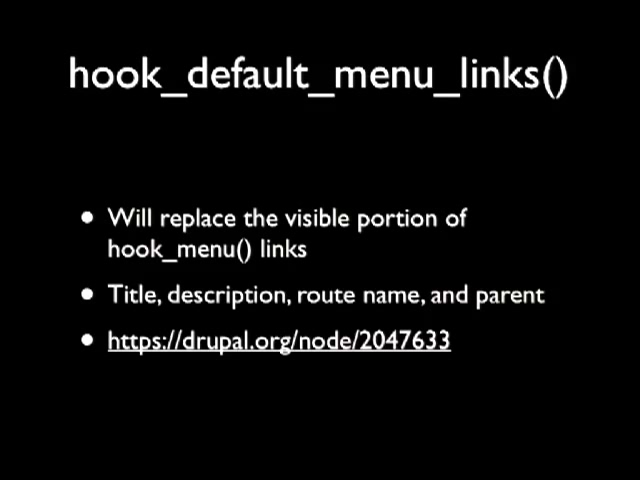 hook_default_menu_links()
• Will replace the visible portion of
hook_menu() links
• Title, description, route name, and parent
• https://drupal.org/node/2047633